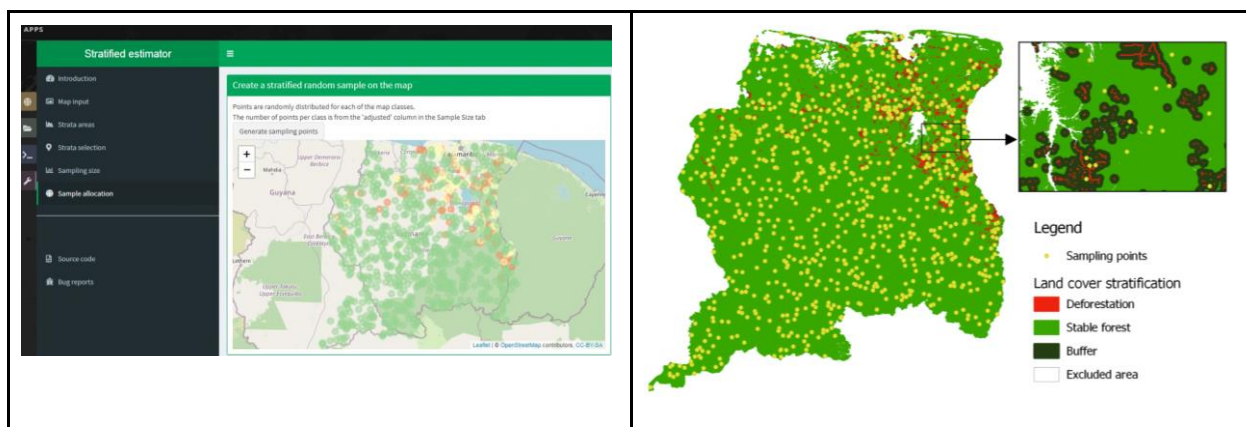 APPS
Stratified estimator
Introduction
Map input
Strata areas
Strata selection
Sampling size
Sample allocation
Source code
Bug reports
Create a stratified random sample on the map
Points are randomly distributed for each of the map classes.
The number of points per class is from the 'adjusted' column in the Sample Size tab
Generate sampling points
+
−
Mahdia
Guyana
Guyane
Cayenne
Leaflet | © OpenStreetMap contributors, CC-BY-SA
Legend
Sampling points
Land cover stratification
Deforestation
Stable forest
Buffer
Excluded area